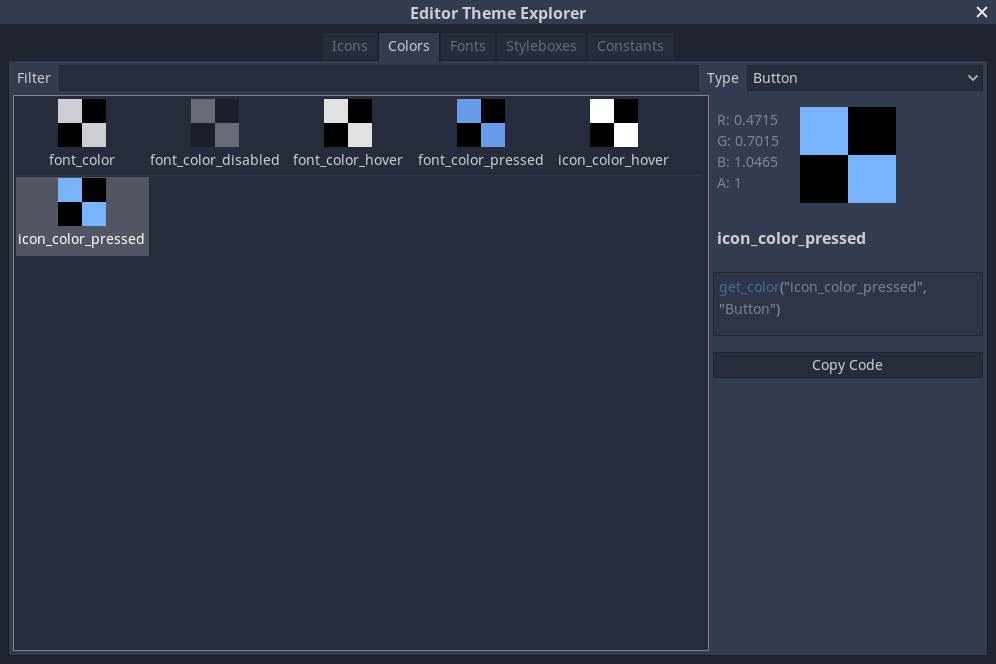 Editor Theme Explorer
Icons Colors Fonts Styleboxes Constants
Filter Type Button
font_color font_color_disabled font_color_hover font_color_pressed icon_color_hover
icon_color_pressed
R: 0.4715
G: 0.7015
B: 1.0465
A: 1
icon_color_pressed
get_color("icon_color_pressed",
"Button")
Copy Code